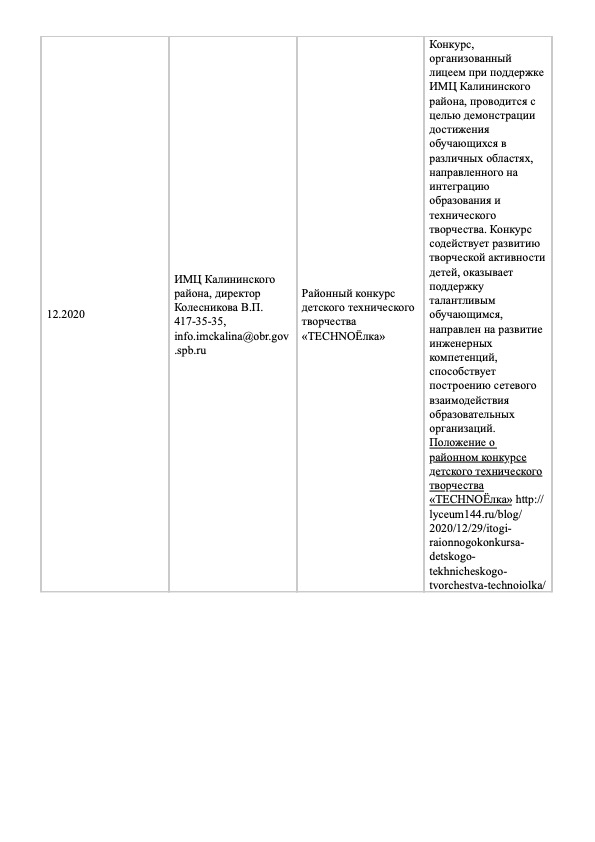 12.2020
ИМЦ Калининского
района, директор
Колесникова В.П.
417-35-35,
info.imckalina@obr.gov
.spb.ru
Районный конкурс
детского технического
творчества
«TECHNOЁлка»
Конкурс,
организованный
лицеем при поддержке
ИМЦ Калининского
района, проводится с
целью демонстрации
достижения
обучающихся в
различных областях,
направленного на
интеграцию
образования и
технического
творчества. Конкурс
содействует развитию
творческой активности
детей, оказывает
поддержку
талантливым
обучающимся,
направлен на развитие
инженерных
компетенций,
способствует
построению сетевого
взаимодействия
образовательных
организаций.
Положение о
районном конкурсе
детского технического
творчества
«TECHNOЁлка» http://
lyceum144.ru/blog/
2020/12/29/itogi-
raionnogokonkursa-
detskogo-
tekhnicheskogo-
tvorchestva-technoiolka/